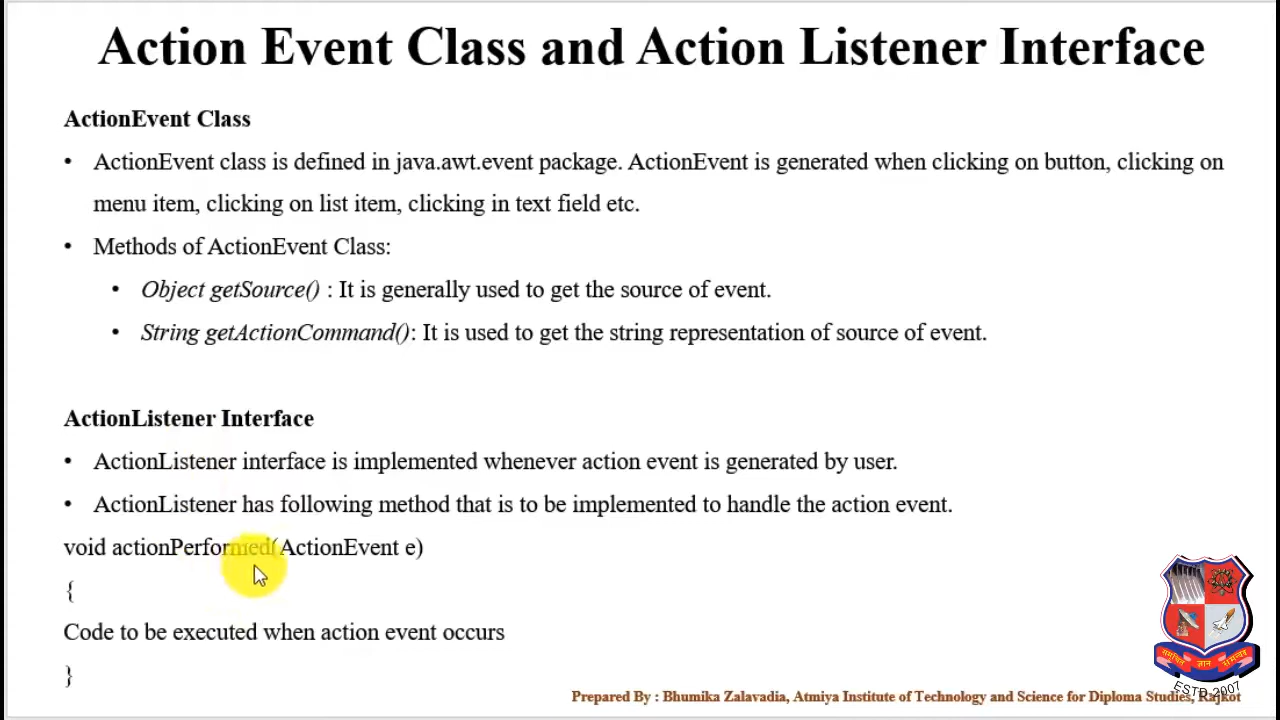 Action Event Class and Action Listener Interface
ActionEvent Class
• ActionEvent class is defined in java.awt.event package. ActionEvent is generated when clicking on button, clicking on
menu item, clicking on list item, clicking in text field etc.
• Methods of ActionEvent Class:
• Object getSource() : It is generally used to get the source of event.
• String getActionCommand(): It is used to get the string representation of source of event.
ActionListener Interface
• ActionListener interface is implemented whenever action event is generated by user.
• ActionListener has following method that is to be implemented to handle the action event.
void actionPerformed(ActionEvent e)
{
Code to be executed when action event occurs
}
ज्ञान
ESTD.2007
Prepared By : Bhumika Zalavadia, Atmiya Institute of Technology and Science for Diploma Studies, Rajkot